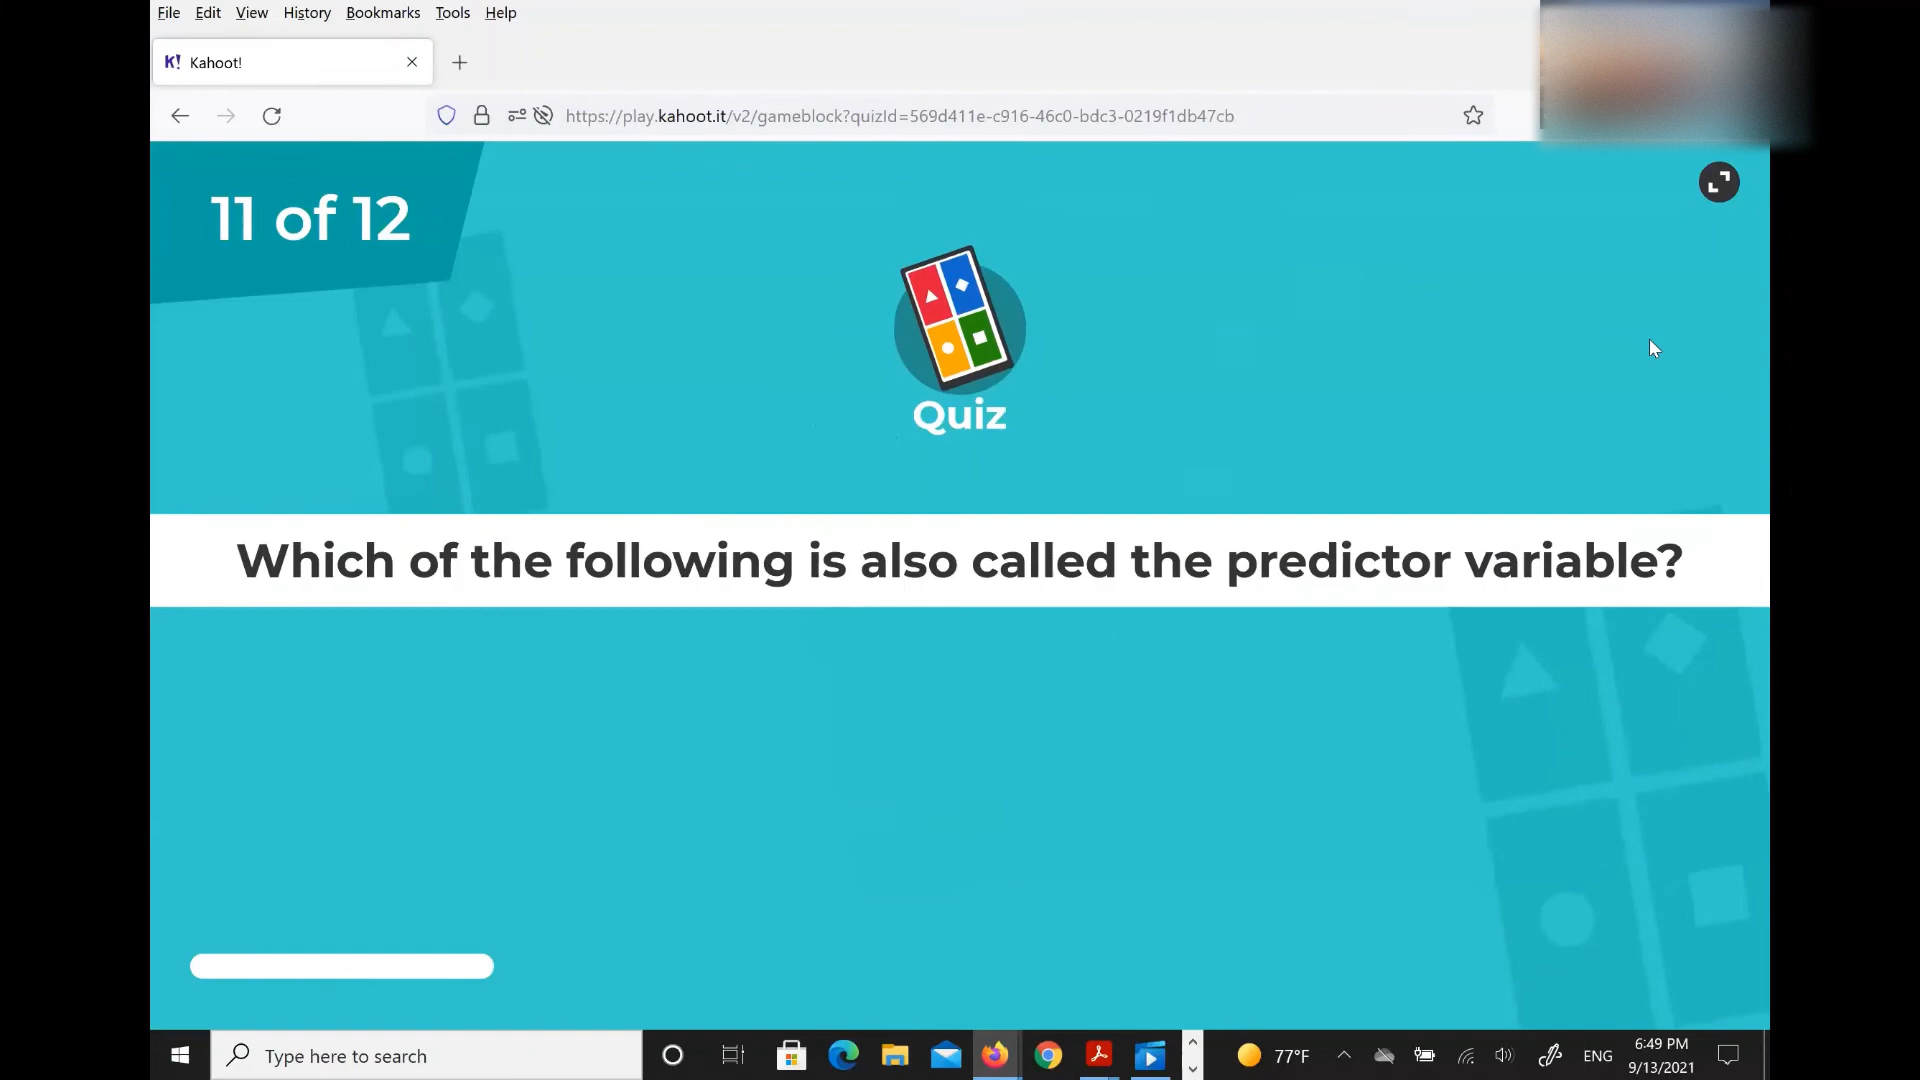 File Edit View History Bookmarks Tools Help
K! Kahoot!
https://play.kahoot.it/v2/gameblock?quizId=569d411e-c916-46c0-bdc3-0219f1db47cb
11 of 12
Quiz
Which of the following is also called the predictor variable?
Type here to search
77°F
ENG
6:49 PM
9/13/2021